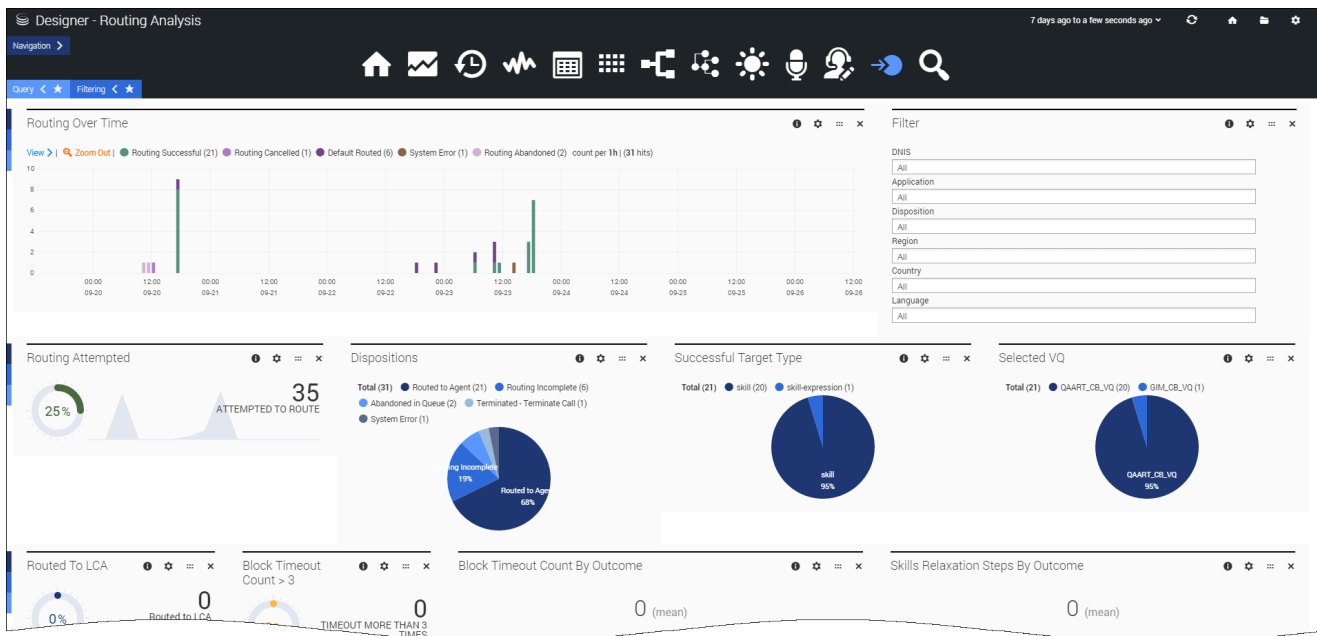 Designer - Routing Analysis
7 days ago to a few seconds ago
Navigation
Query
Filtering
Routing Over Time
View | Zoom Out | Routing Successful (21) Routing Cancelled (1) Default Routed (6) System Error (1) Routing Abandoned (2) count per 1h | (31 hits)
10
8
6
4
2
0
00:00 12:00 00:00 12:00 00:00 12:00 00:00 12:00 00:00 12:00 00:00 12:00 00:00 12:00
09-20 09-20 09-21 09-21 09-22 09-22 09-23 09-23 09-24 09-24 09-25 09-25 09-26 09-26
Filter
DNIS
All
Application
All
Disposition
All
Region
All
Country
All
Language
All
Routing Attempted
25%
35
ATTEMPTED TO ROUTE
Dispositions
Total (31) Routed to Agent (21) Routing Incomplete (6)
Abandoned in Queue (2) Terminated - Terminate Call (1)
System Error (1)
ng Incomplete
19%
Routed to Age
68%
Successful Target Type
Total (21) skill (20) skill-expression (1)
skill
95%
Selected VQ
Total (21) QAART_CB_VQ (20) GIM_CB_VQ (1)
QAART_CB_VQ
95%
Routed To LCA
0%
0
Routed to LCA
Block Timeout
Count > 3
0
TIMEOUT MORE THAN 3
TIMES
Block Timeout Count By Outcome
0 (mean)
Skills Relaxation Steps By Outcome
0 (mean)